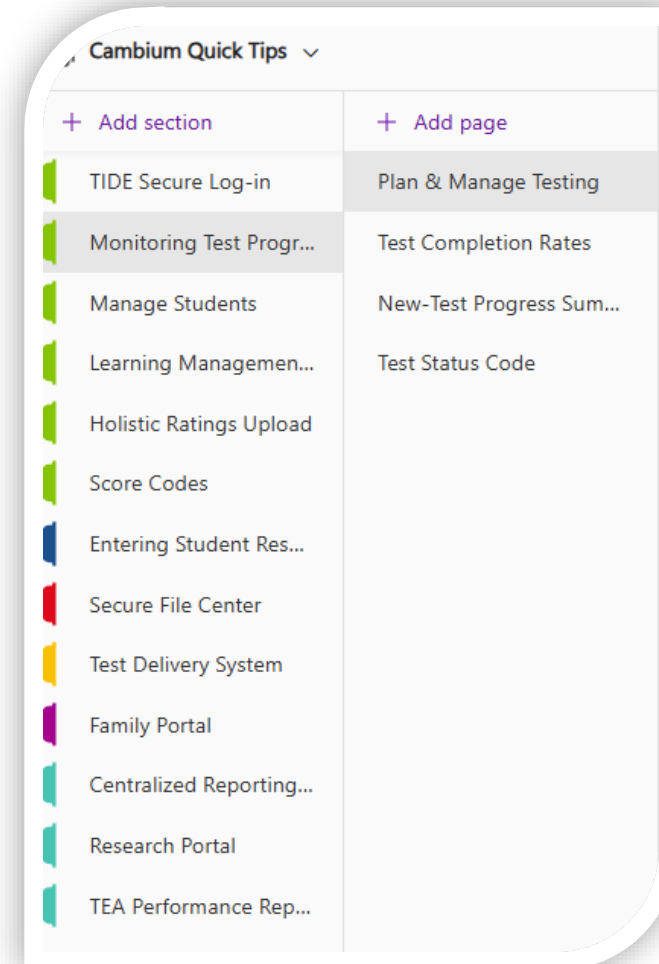 Cambium Quick Tips
+ Add section
TIDE Secure Log-in
Monitoring Test Progr...
Manage Students
Learning Managemen...
Holistic Ratings Upload
Score Codes
Entering Student Res...
Secure File Center
Test Delivery System
Family Portal
Centralized Reporting...
Research Portal
TEA Performance Rep...
+ Add page
Plan & Manage Testing
Test Completion Rates
New-Test Progress Sum...
Test Status Code